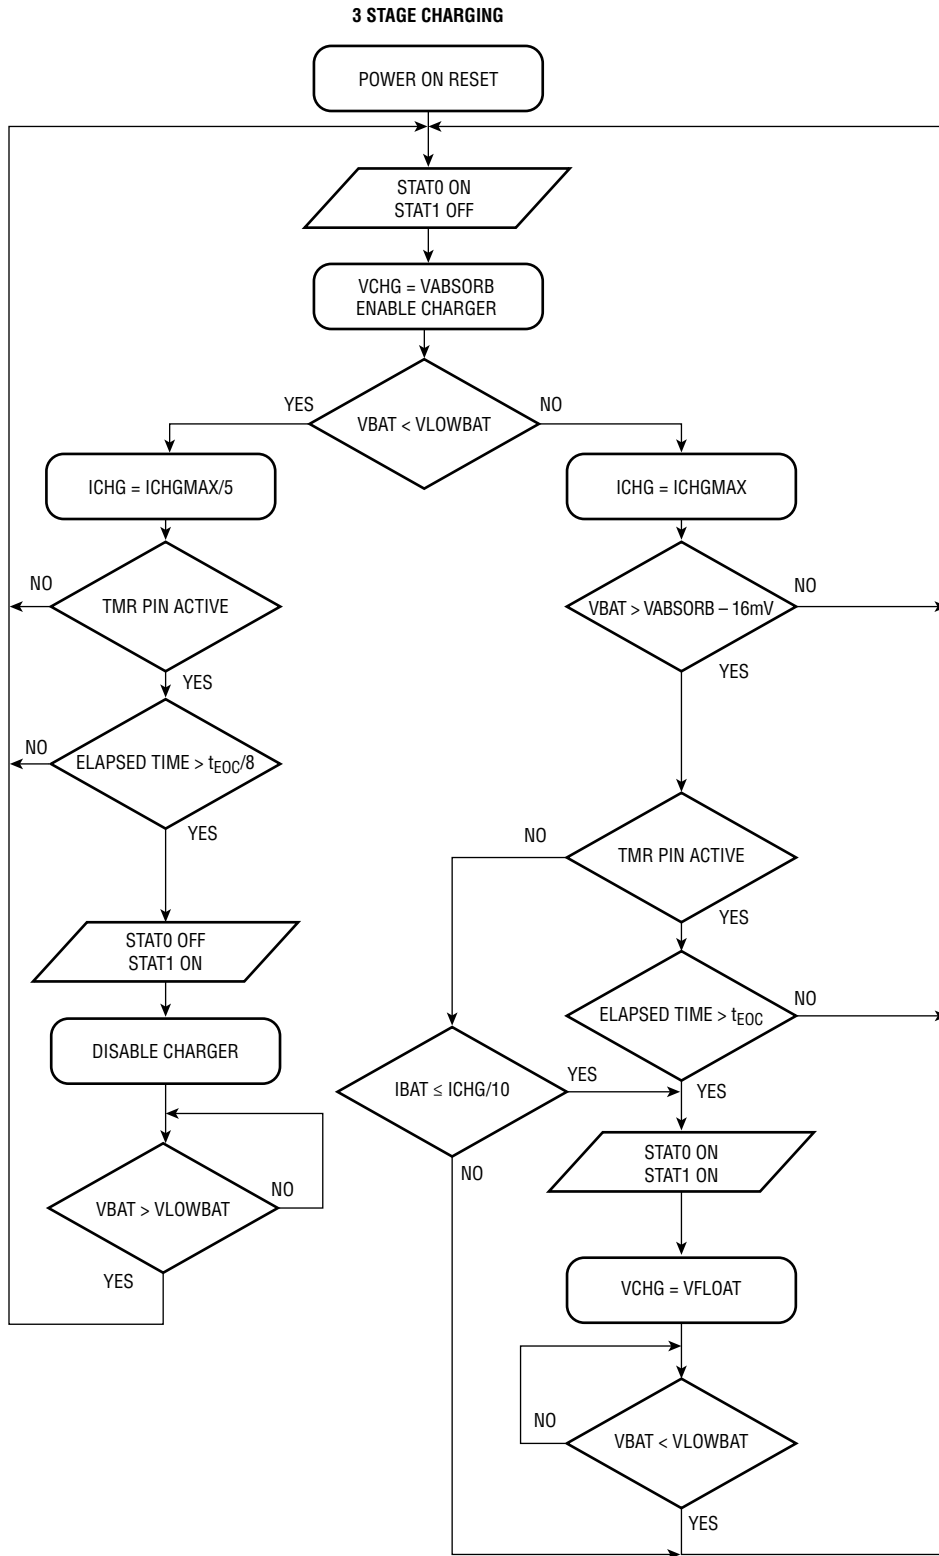 3 STAGE CHARGING
POWER ON RESET
STAT0 ON
STAT1 OFF
VCHG = VABSORB
ENABLE CHARGER
YES
VBAT < VLOWBAT
NO
ICHG = ICHGMAX/5
ICHG = ICHGMAX
NO
TMR PIN ACTIVE
YES
VBAT > VABSORB – 16mV
NO
YES
NO
ELAPSED TIME > tEOC/8
YES
NO
TMR PIN ACTIVE
YES
STAT0 OFF
STAT1 ON
DISABLE CHARGER
ELAPSED TIME > tEOC
NO
YES
IBAT ≤ ICHG/10
YES
NO
VBAT > VLOWBAT
NO
YES
STAT0 ON
STAT1 ON
VCHG = VFLOAT
NO
VBAT < VLOWBAT
YES